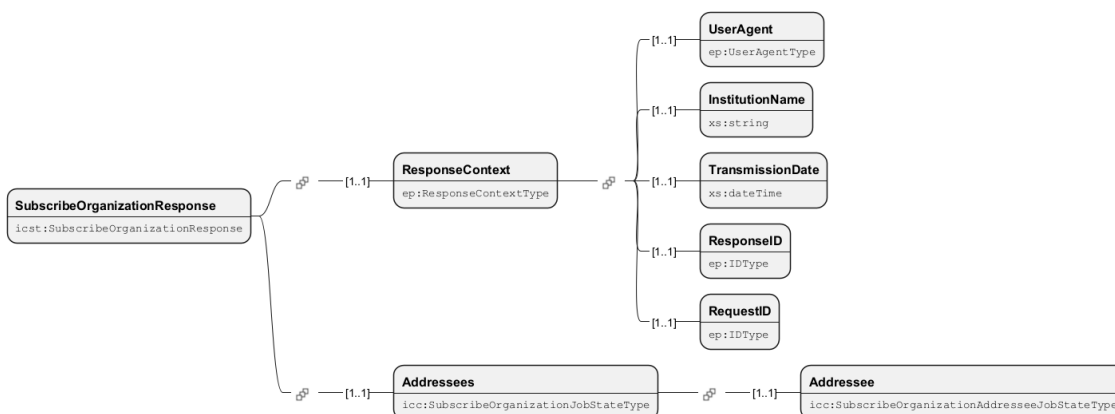 SubscribeOrganizationResponse
icst:SubscribeOrganizationResponse
[1..1]
ResponseContext
ep:ResponseContextType
[1..1]
UserAgent
ep:UserAgentType
[1..1]
InstitutionName
xs:string
[1..1]
TransmissionDate
xs:dateTime
[1..1]
ResponseID
ep:IDType
[1..1]
RequestID
ep:IDType
[1..1]
Addressees
icc:SubscribeOrganizationJobStateType
[1..1]
Addressee
icc:SubscribeOrganizationAddresseeJobStateType